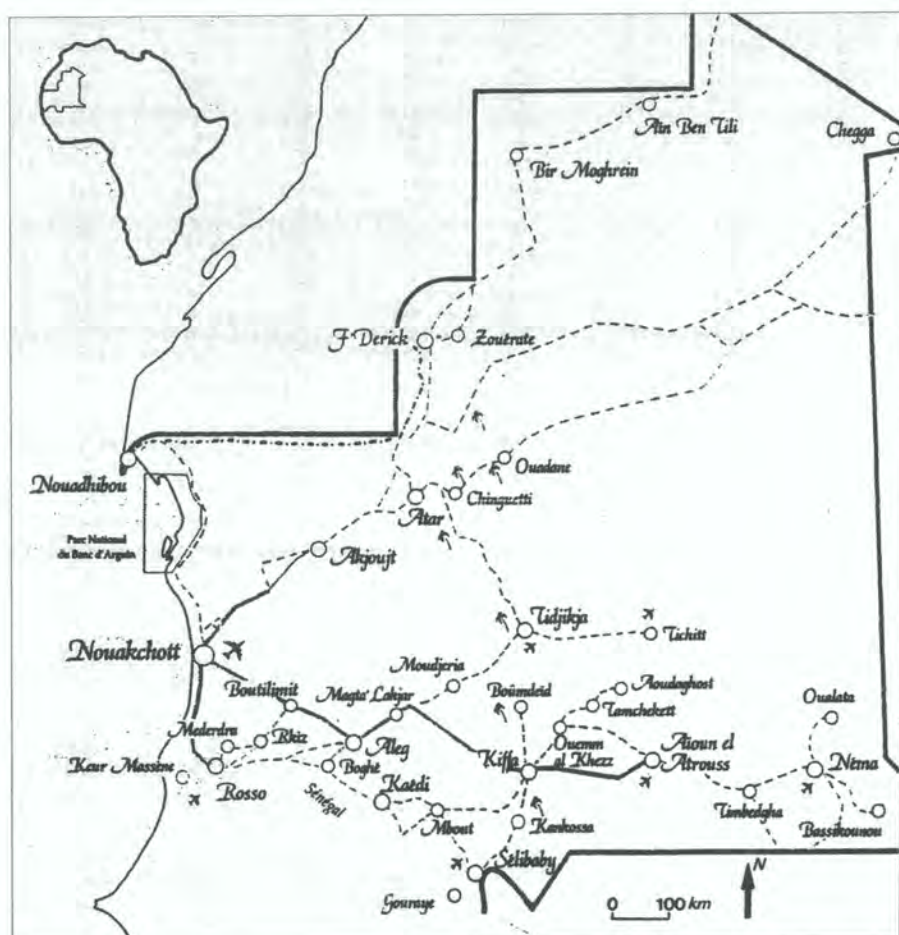 Ain Ben Tili
Chegga
Bir Moghrein
F'Derick
Zouérate
Nouadhibou
Ouadane
Chinguetti
Atar
Parc National
du Banc d'Arguin
Akjoujt
Tidjikja
Tichitt
Nouakchott
Moudjeria
Boutilimit
Magta' Lahjar
Boûmdeid
Aoudaghost
Tamchekett
Oualata
Mederdra
Rkiz
Aleg
Ouemm
al Khezz
Aïoun el
Atrouss
Kiffa
Néma
Keur Massène
Rosso
Boghé
Sénégal
Kaédi
Mbout
Kankossa
Timbedgha
Bassikounou
Sélibaby
Gouraye
N
0 100 km